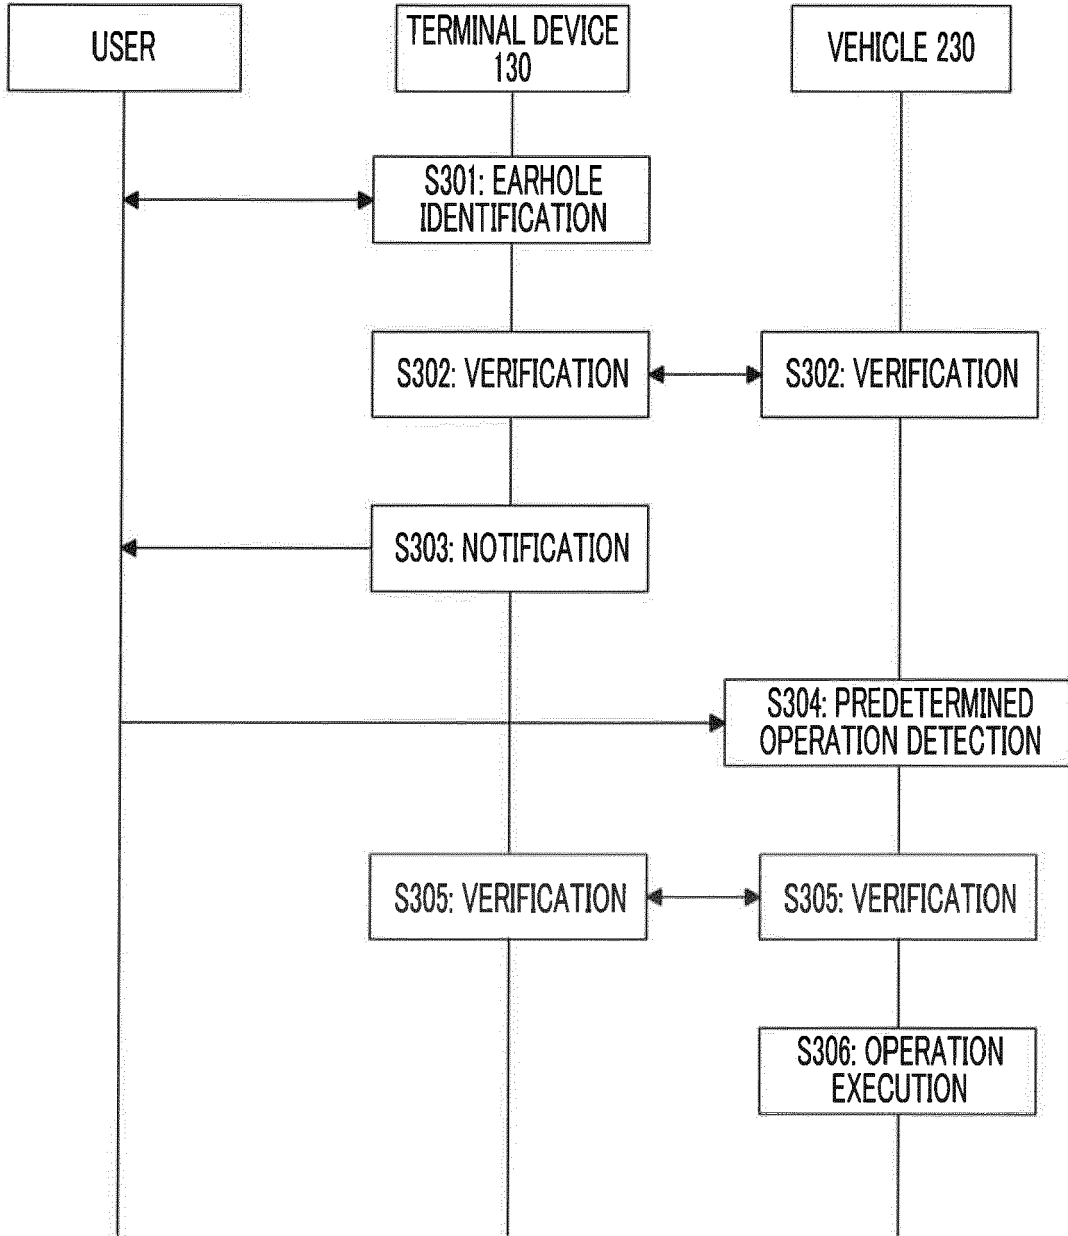 USER
TERMINAL DEVICE
130
VEHICLE 230
S301: EARHOLE
IDENTIFICATION
S302: VERIFICATION
S302: VERIFICATION
S303: NOTIFICATION
S304: PREDETERMINED
OPERATION DETECTION
S305: VERIFICATION
S305: VERIFICATION
S306: OPERATION
EXECUTION